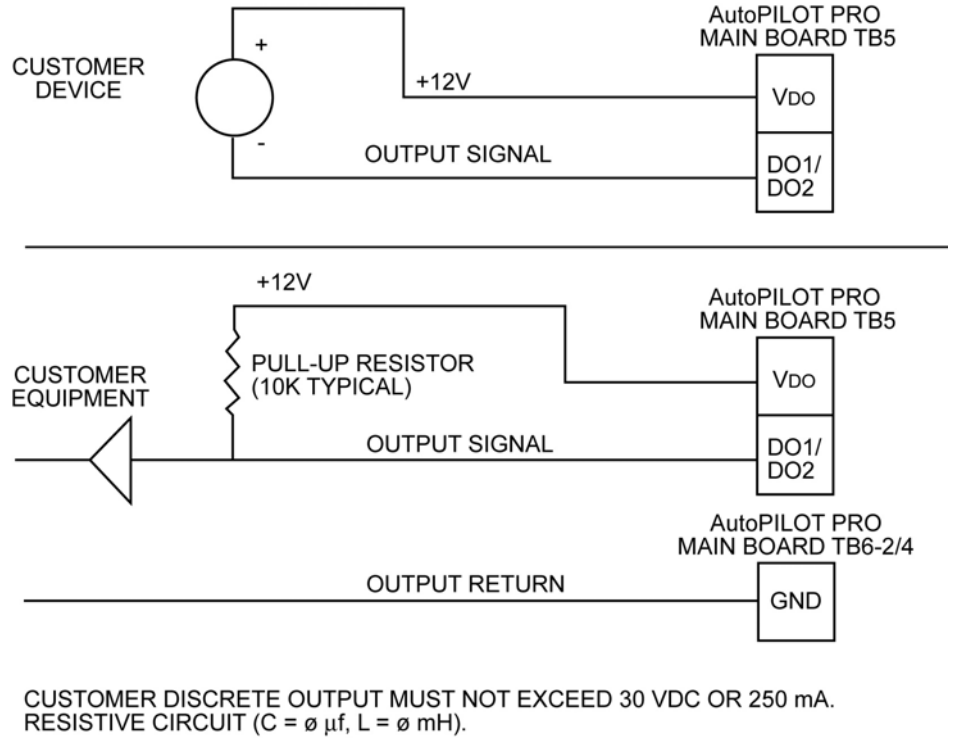 AutoPILOT PRO
MAIN BOARD TB5
CUSTOMER
DEVICE
+
-
+12V
VDO
OUTPUT SIGNAL
DO1/
DO2
+12V
AutoPILOT PRO
MAIN BOARD TB5
PULL-UP RESISTOR
(10K TYPICAL)
CUSTOMER
EQUIPMENT
VDO
OUTPUT SIGNAL
DO1/
DO2
AutoPILOT PRO
MAIN BOARD TB6-2/4
OUTPUT RETURN
GND
CUSTOMER DISCRETE OUTPUT MUST NOT EXCEED 30 VDC OR 250 mA.
RESISTIVE CIRCUIT (C = ø µf, L = ø mH).